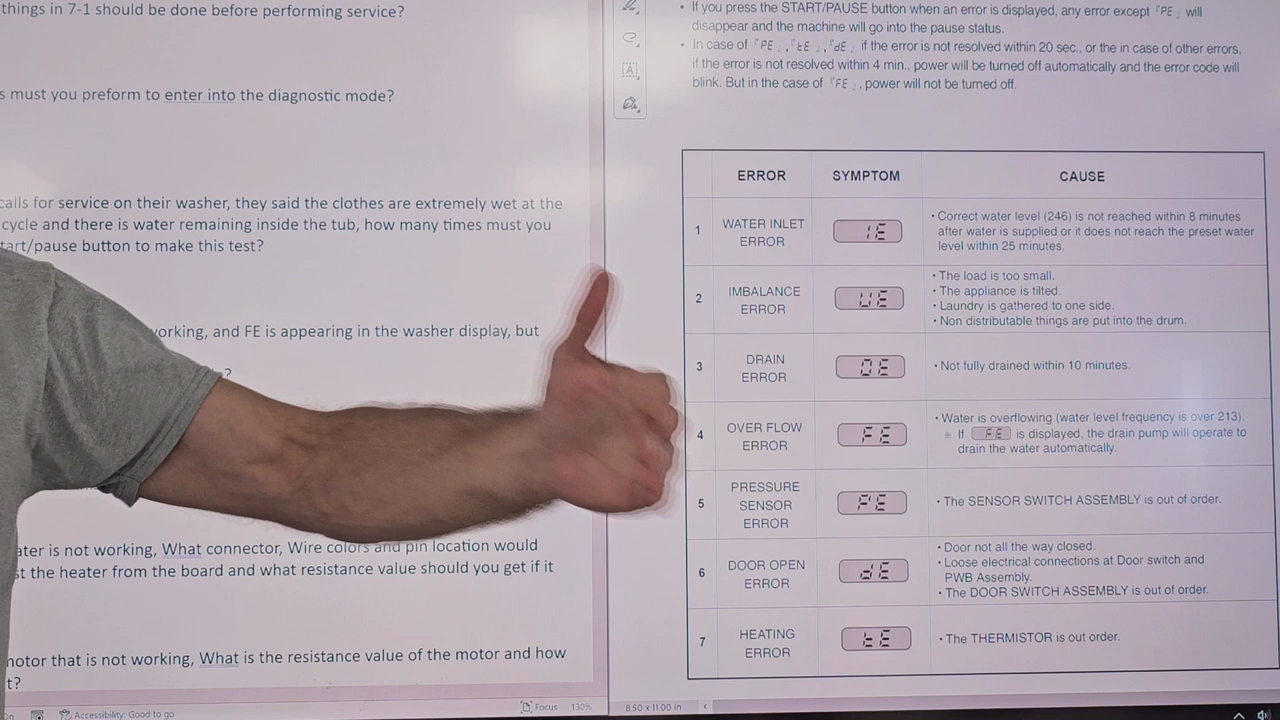 things in 7-1 should be done before performing service?
s must you preform to enter into the diagnostic mode?
calls for service on their washer, they said the clothes are extremely wet at the
cycle and there is water remaining inside the tub, how many times must you
tart/pause button to make this test?
working, and FE is appearing in the washer display, but
?
ater is not working, What connector, Wire colors and pin location would
st the heater from the board and what resistance value should you get if it
motor that is not working, What is the resistance value of the motor and how
t?
On
Accessibility: Good to go
Focus
130%
• If you press the START/PAUSE button when an error is displayed, any error except 「PE」 will
disappear and the machine will go into the pause status.
• In case of 「PE」,「tE」,「dE」 if the error is not resolved within 20 sec., or the in case of other errors,
if the error is not resolved within 4 min., power will be turned off automatically and the error code will
blink. But in the case of 「FE」, power will not be turned off.
ERROR SYMPTOM CAUSE
1 WATER INLET ERROR IE
• Correct water level (246) is not reached within 8 minutes
after water is supplied or it does not reach the preset water
level within 25 minutes.
2 IMBALANCE ERROR UE
• The load is too small.
• The appliance is tilted.
• Laundry is gathered to one side.
• Non distributable things are put into the drum.
3 DRAIN ERROR OE
• Not fully drained within 10 minutes.
4 OVER FLOW ERROR FE
• Water is overflowing (water level frequency is over 213).
※ If FE is displayed, the drain pump will operate to
drain the water automatically.
5 PRESSURE SENSOR ERROR PE
• The SENSOR SWITCH ASSEMBLY is out of order.
6 DOOR OPEN ERROR dE
• Door not all the way closed.
• Loose electrical connections at Door switch and
PWB Assembly.
• The DOOR SWITCH ASSEMBLY is out of order.
7 HEATING ERROR tE
• The THERMISTOR is out order.
8.50 x 11.00 in